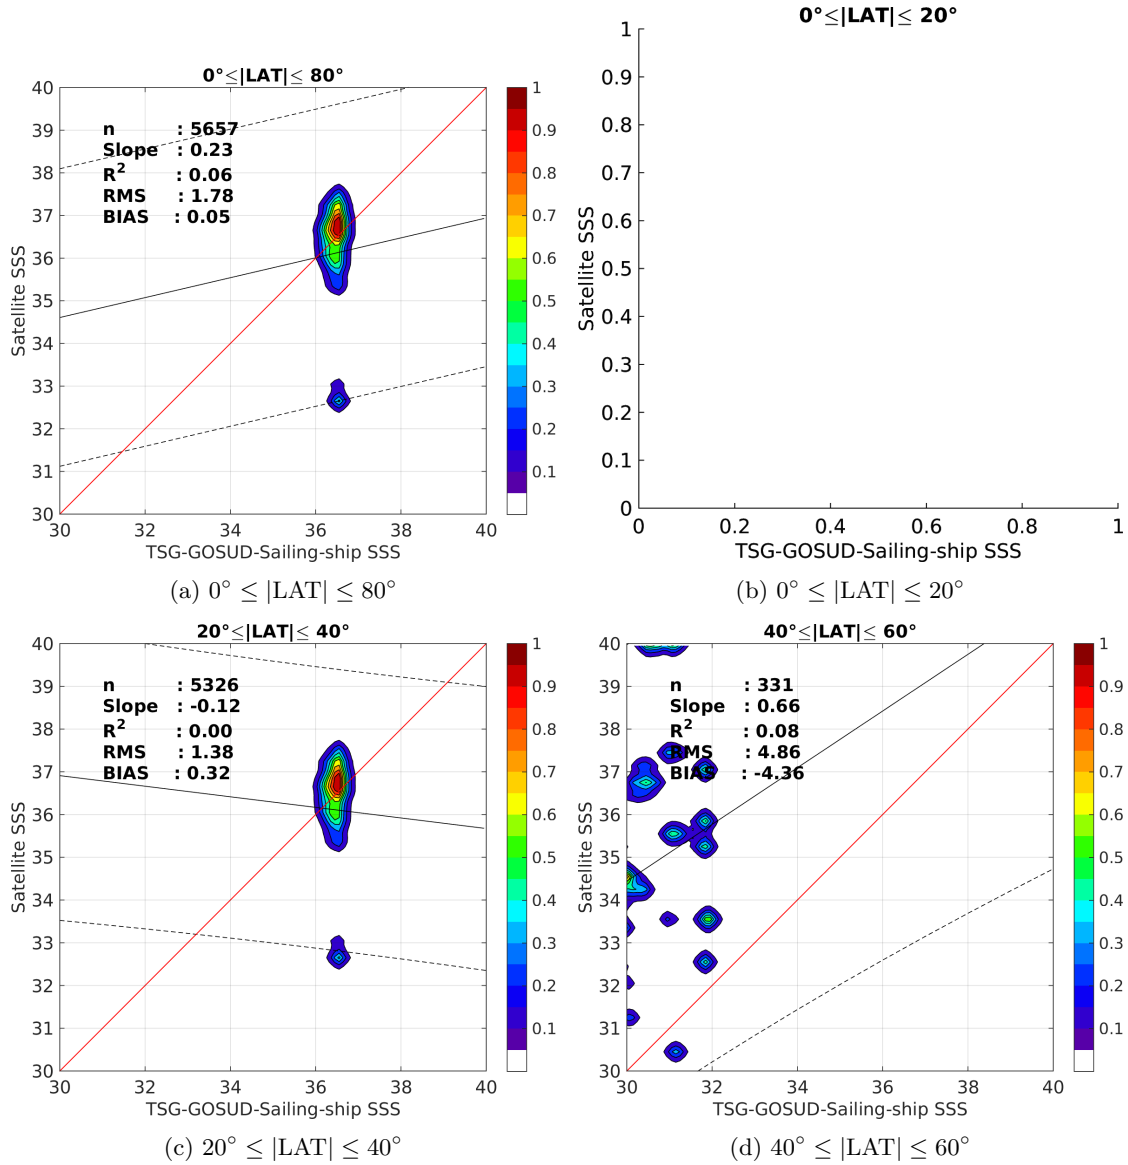 0°≤|LAT|≤ 80°
40
39
38
37
36
35
34
33
32
31
30
Satellite SSS
n : 5657
Slope : 0.23
R² : 0.06
RMS : 1.78
BIAS : 0.05
30 32 34 36 38 40
TSG-GOSUD-Sailing-ship SSS
1
0.9
0.8
0.7
0.6
0.5
0.4
0.3
0.2
0.1
(a) 0° ≤ |LAT| ≤ 80°
0°≤|LAT|≤ 20°
1
0.9
0.8
0.7
0.6
0.5
0.4
0.3
0.2
0.1
0
Satellite SSS
0 0.2 0.4 0.6 0.8 1
TSG-GOSUD-Sailing-ship SSS
(b) 0° ≤ |LAT| ≤ 20°
20°≤|LAT|≤ 40°
40
39
38
37
36
35
34
33
32
31
30
Satellite SSS
n : 5326
Slope : -0.12
R² : 0.00
RMS : 1.38
BIAS : 0.32
30 32 34 36 38 40
TSG-GOSUD-Sailing-ship SSS
1
0.9
0.8
0.7
0.6
0.5
0.4
0.3
0.2
0.1
(c) 20° ≤ |LAT| ≤ 40°
40°≤|LAT|≤ 60°
40
39
38
37
36
35
34
33
32
31
30
Satellite SSS
n : 331
Slope : 0.66
R² : 0.08
RMS : 4.86
BIAS : -4.36
30 32 34 36 38 40
TSG-GOSUD-Sailing-ship SSS
1
0.9
0.8
0.7
0.6
0.5
0.4
0.3
0.2
0.1
(d) 40° ≤ |LAT| ≤ 60°